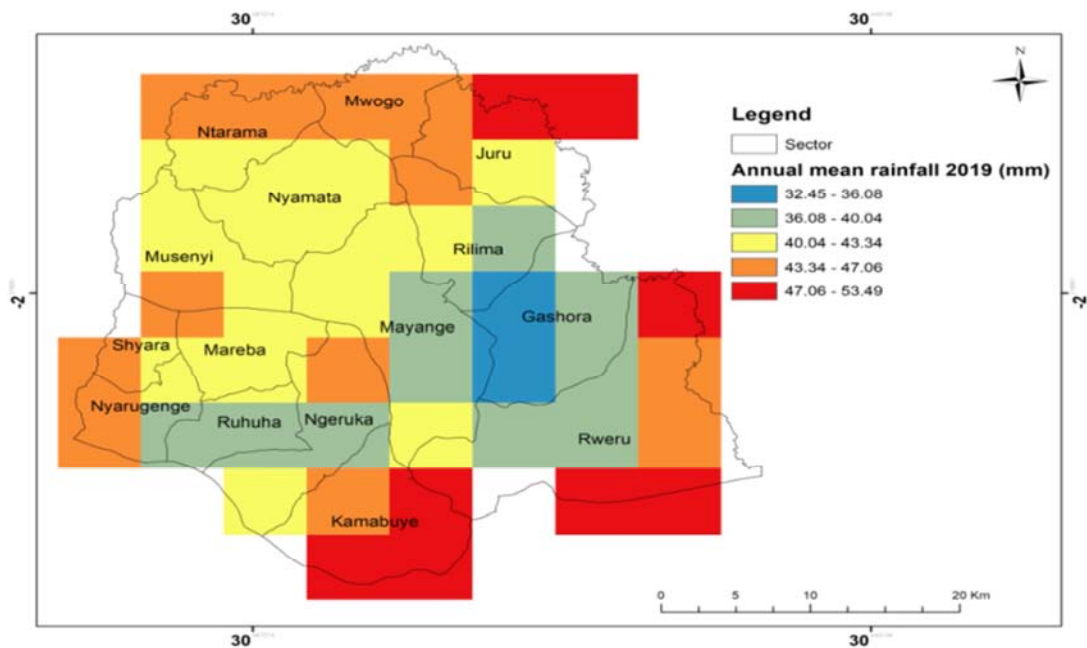 30
30
N
Mwogo
Ntarama
Juru
Nyamata
Rilima
Musenyi
Gashora
Mayange
Shyara
Mareba
Nyarugenge
Ruhuha
Ngeruka
Rweru
Kamabuye
Legend
Sector
Annual mean rainfall 2019 (mm)
32.45 - 36.08
36.08 - 40.04
40.04 - 43.34
43.34 - 47.06
47.06 - 53.49
-2
-2
0 5 10 20 Km
30
30